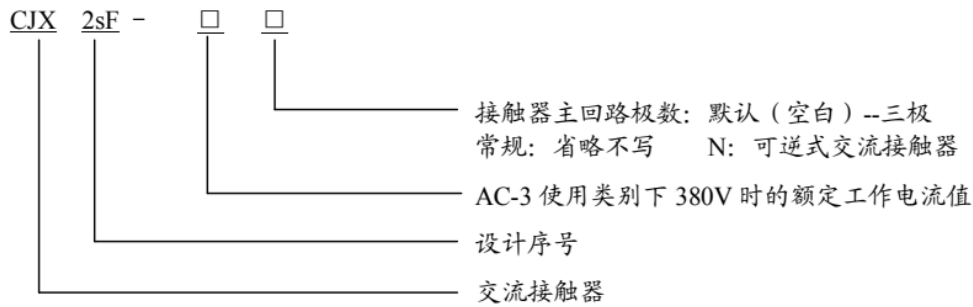 CJX 2sF - □ □
接触器主回路极数：默认（空白）--三极
常规：省略不写 N：可逆式交流接触器
AC-3 使用类别下 380V 时的额定工作电流值
设计序号
交流接触器